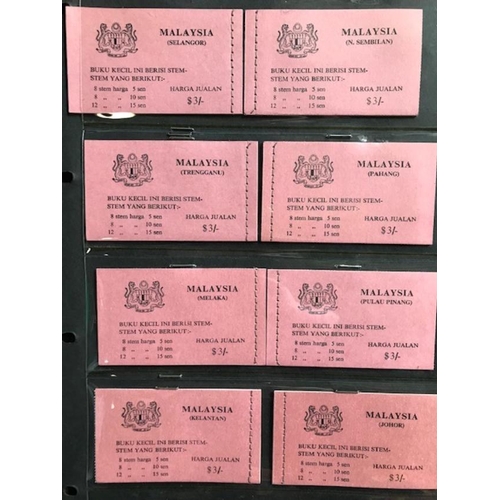 MALAYSIA
(SELANGOR)
BUKU KECIL INI BERISI STEM-
STEM YANG BERIKUT:-
8 stem harga 5 sen HARGA JUALAN
8 „ „ 10 sen
12 „ „ 15 sen $3/-
MALAYSIA
(N. SEMBILAN)
BUKU KECIL INI BERISI STEM-
STEM YANG BERIKUT:-
8 stem harga 5 sen HARGA JUALAN
8 „ „ 10 sen
12 „ „ 15 sen $3/-
MALAYSIA
(TRENGGANU)
BUKU KECIL INI BERISI STEM-
STEM YANG BERIKUT:-
8 stem harga 5 sen HARGA JUALAN
8 „ „ 10 sen
12 „ „ 15 sen $3/-
MALAYSIA
(PAHANG)
BUKU KECIL INI BERISI STEM-
STEM YANG BERIKUT:-
8 stem harga 5 sen HARGA JUALAN
8 „ „ 10 sen
12 „ „ 15 sen $3/-
MALAYSIA
(MELAKA)
BUKU KECIL INI BERISI STEM-
STEM YANG BERIKUT:-
8 stem harga 5 sen HARGA JUALAN
8 „ „ 10 sen
12 „ „ 15 sen $3/-
MALAYSIA
(PULAU PINANG)
BUKU KECIL INI BERISI STEM-
STEM YANG BERIKUT:-
8 stem harga 5 sen HARGA JUALAN
8 „ „ 10 sen
12 „ „ 15 sen $3/-
MALAYSIA
(KELANTAN)
BUKU KECIL INI BERISI STEM-
STEM YANG BERIKUT:-
8 stem harga 5 sen HARGA JUALAN
8 „ „ 10 sen
12 „ „ 15 sen $3/-
MALAYSIA
(JOHOR)
BUKU KECIL INI BERISI STEM-
STEM YANG BERIKUT:-
8 stem harga 5 sen HARGA JUALAN
8 „ „ 10 sen
12 „ „ 15 sen $3/-